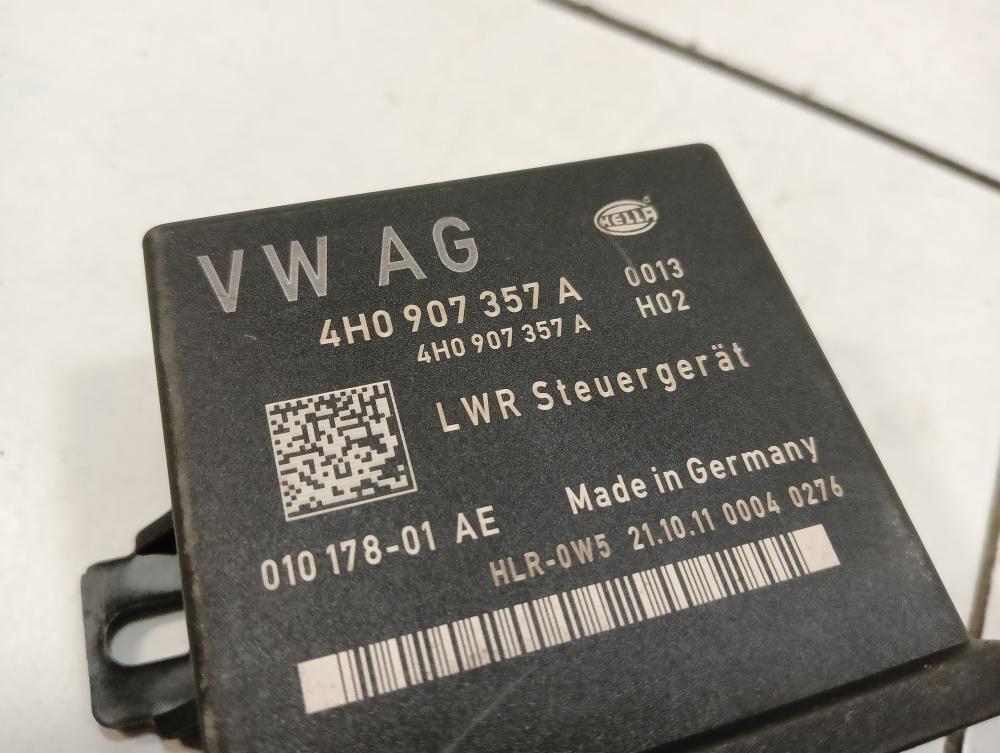 VW AG
HELLA
4H0 907 357 A 0013
4H0 907 357 A H02
LWR Steuergerät
010 178-01 AE
Made in Germany
HLR-0W5 21.10.11 0004 0276